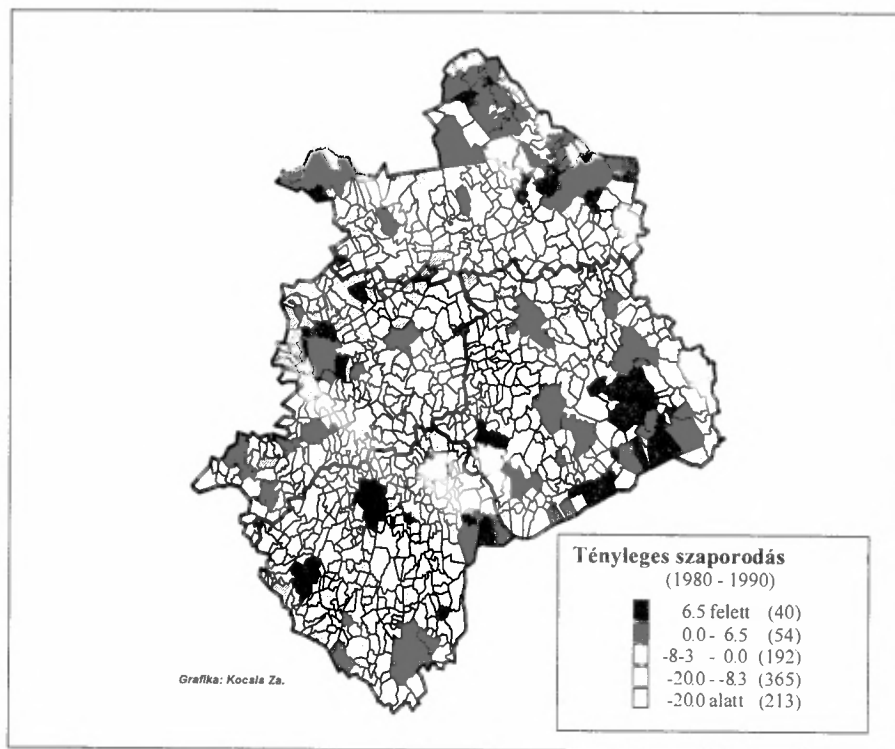 Tényleges szaporodás
(1980 - 1990)
6.5 felett (40)
0.0 - 6.5 (54)
-8-3 - 0.0 (192)
-20.0 - -8.3 (365)
-20.0 alatt (213)
Grafika: Kocsis Za.